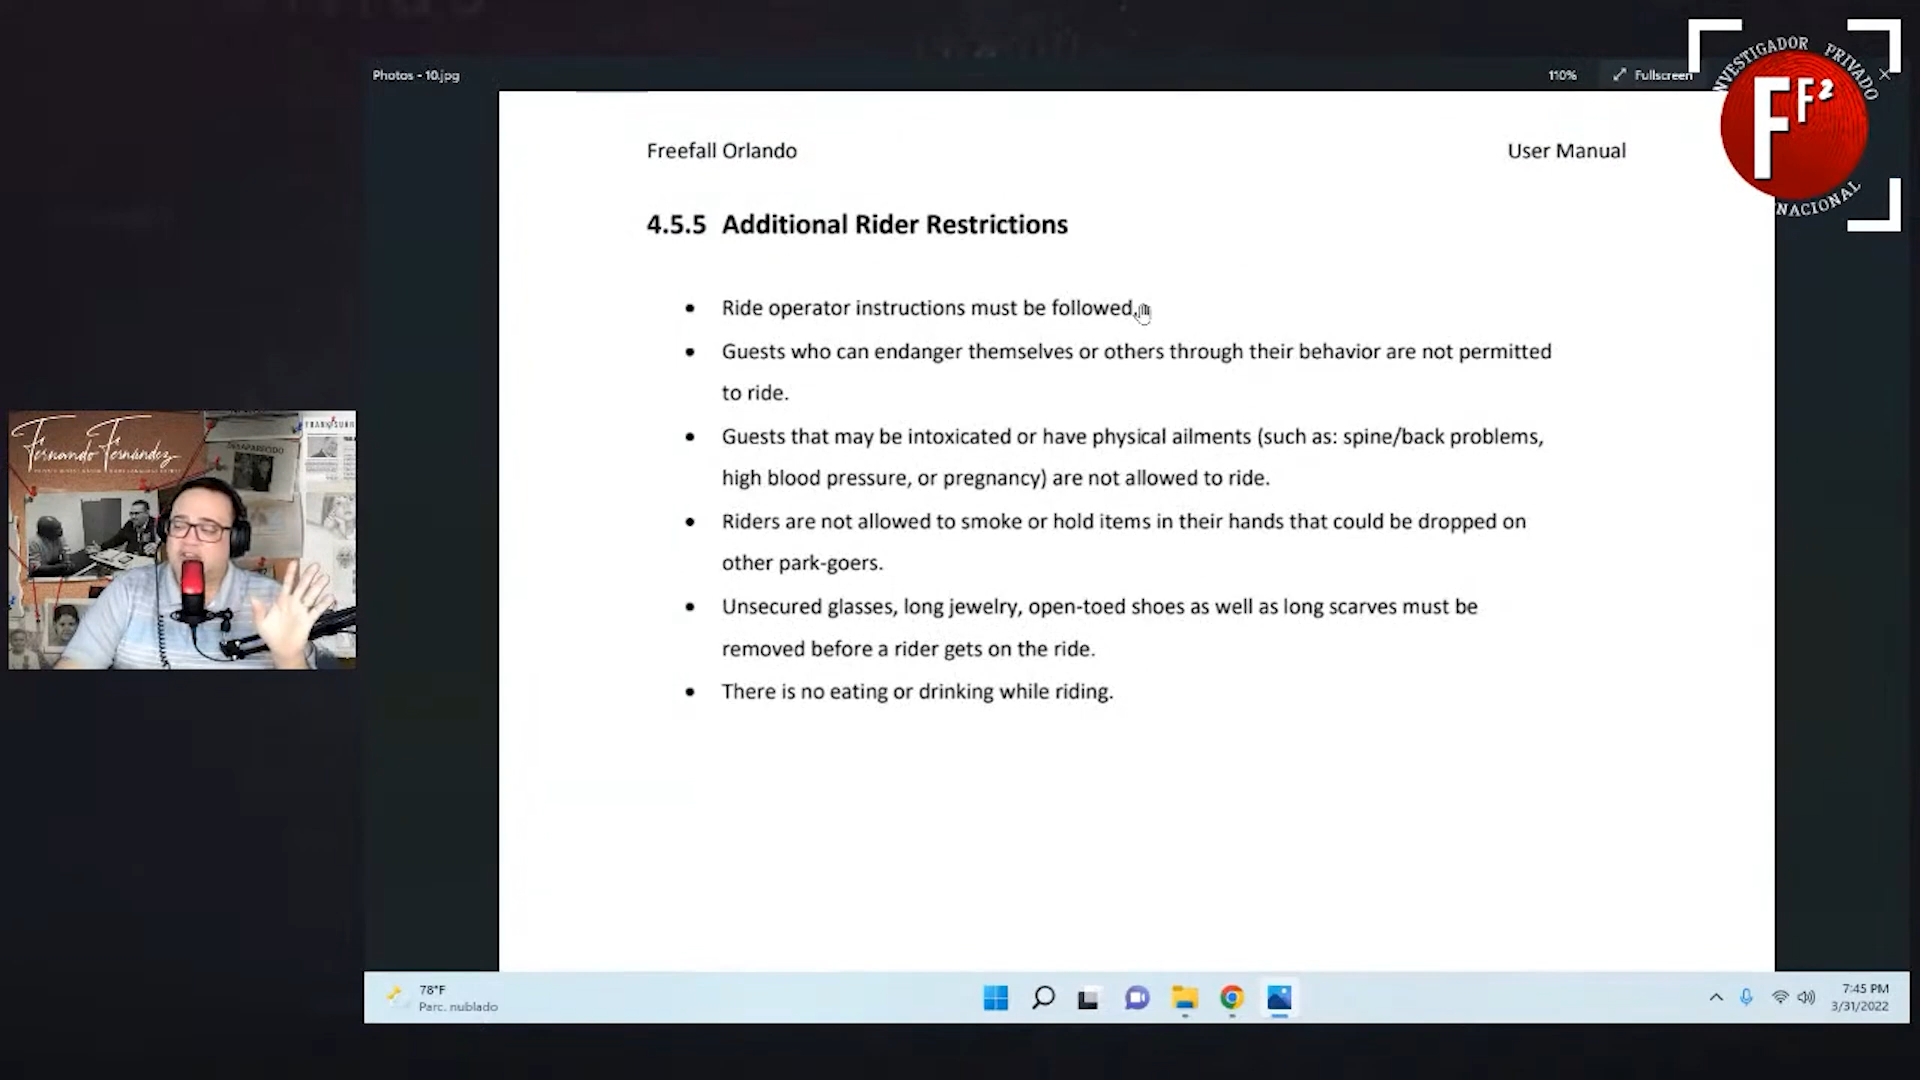 Photos - 10.jpg
110%
Fullscreen
INVESTIGADOR PRIVADO
FF²
NACIONAL
Freefall Orlando
User Manual
4.5.5 Additional Rider Restrictions
• Ride operator instructions must be followed.
• Guests who can endanger themselves or others through their behavior are not permitted
to ride.
• Guests that may be intoxicated or have physical ailments (such as: spine/back problems,
high blood pressure, or pregnancy) are not allowed to ride.
• Riders are not allowed to smoke or hold items in their hands that could be dropped on
other park-goers.
• Unsecured glasses, long jewelry, open-toed shoes as well as long scarves must be
removed before a rider gets on the ride.
• There is no eating or drinking while riding.
Fernando Fernández
DESAPARECIDO
78°F
Parc. nublado
7:45 PM
3/31/2022